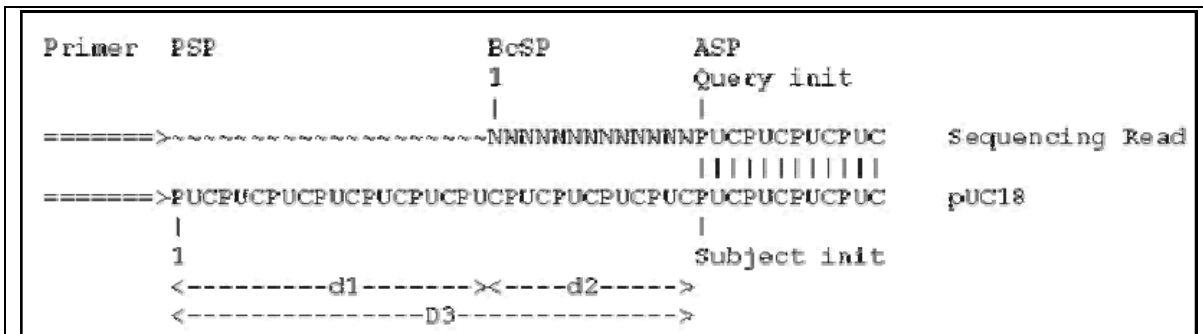 Primer PSP BcSP ASP
1 Query init
| |
=======>~~~~~~~~~~~~~~~~~~~~NNNNNNNNNNNNNPUCPUCPUCPUC Sequencing Read
||||||||||||
=======>PUCPUCPUCPUCPUCPUCPUCPUCPUCPUCPUCPUCPUCPUCPUC pUC18
| |
1 Subject init
<---------d1-------><----d2----->
<---------------D3-------------->